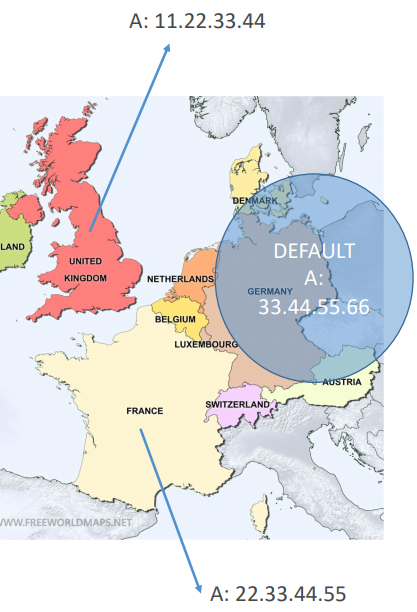 A: 11.22.33.44
DENMARK
LAND
UNITED
KINGDOM
NETHERLANDS
DEFAULT
A:
33.44.55.66
GERMANY
BELGIUM
LUXEMBOURG
AUSTRIA
SWITZERLAND
FRANCE
WWW.FREEWORLDMAPS.NET
A: 22.33.44.55